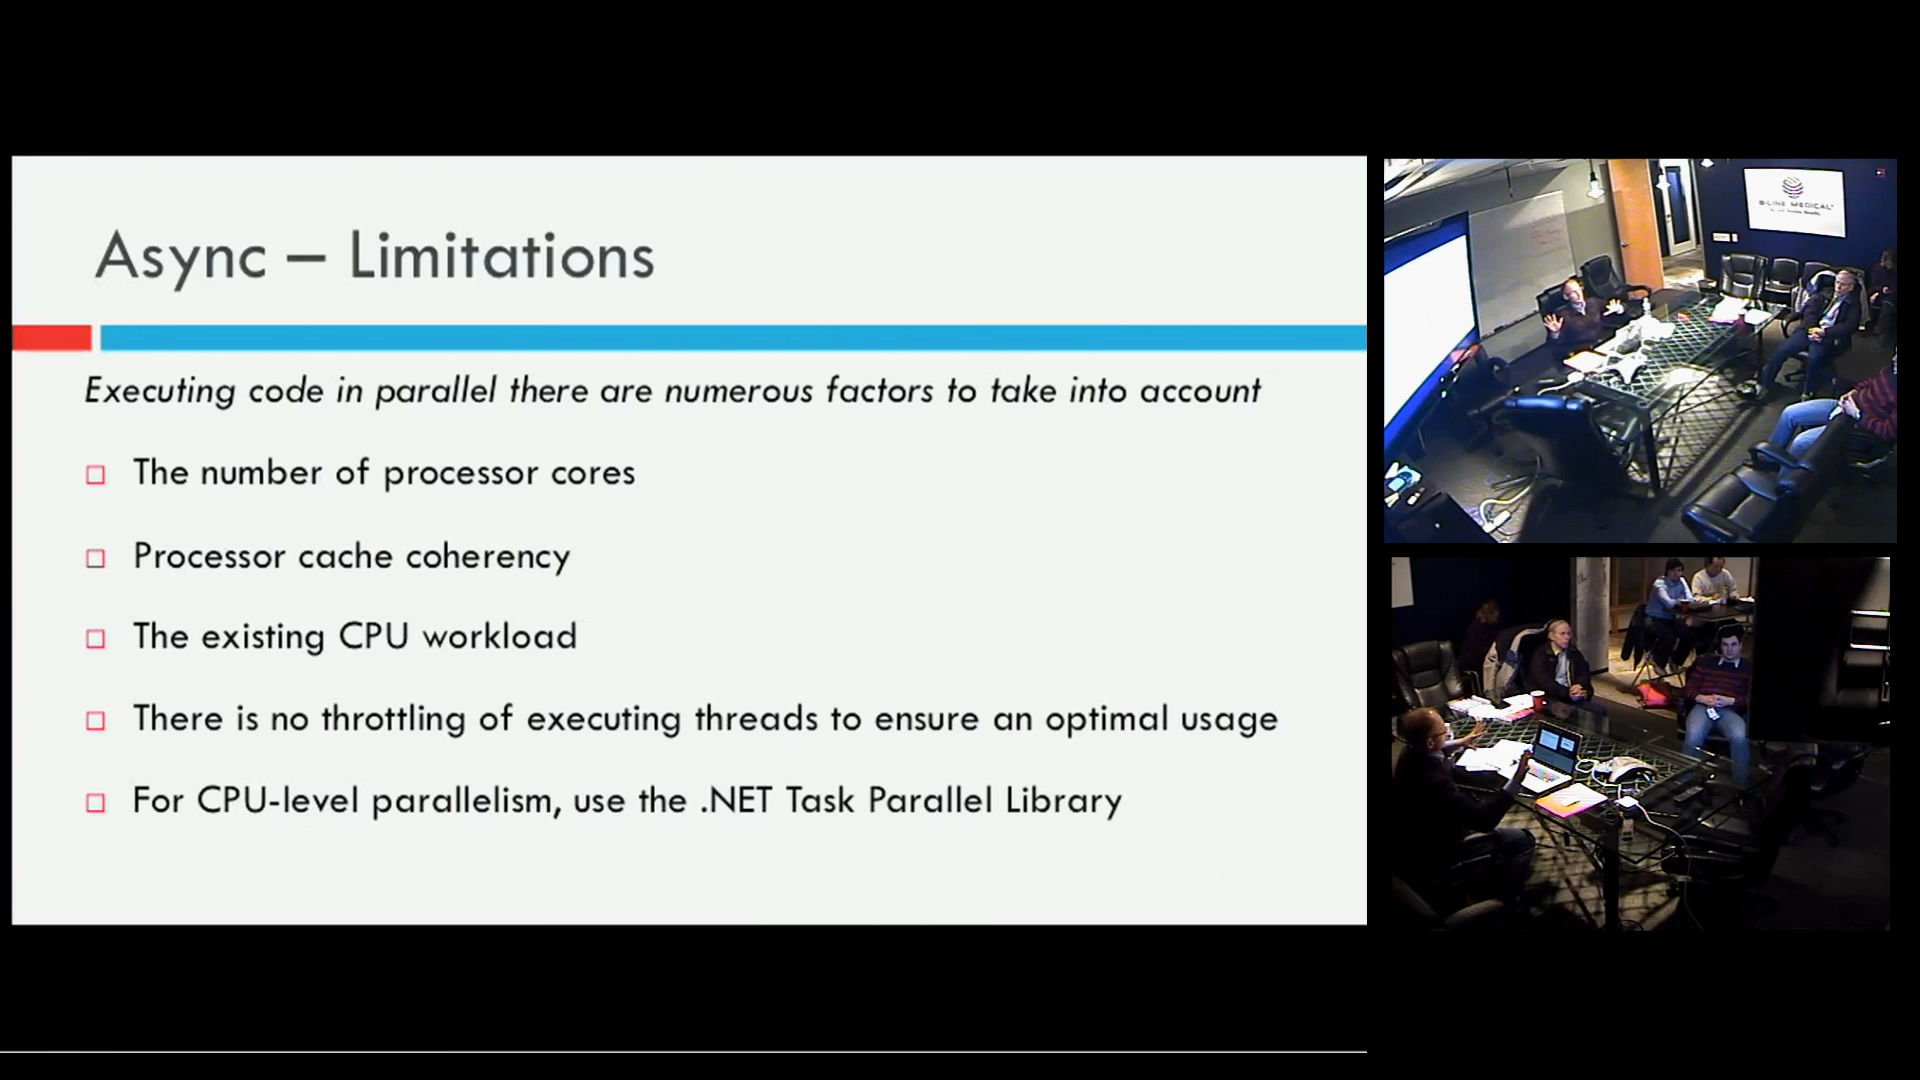 Async – Limitations
Executing code in parallel there are numerous factors to take into account
The number of processor cores
Processor cache coherency
The existing CPU workload
There is no throttling of executing threads to ensure an optimal usage
For CPU-level parallelism, use the .NET Task Parallel Library
B-LINE MEDICAL